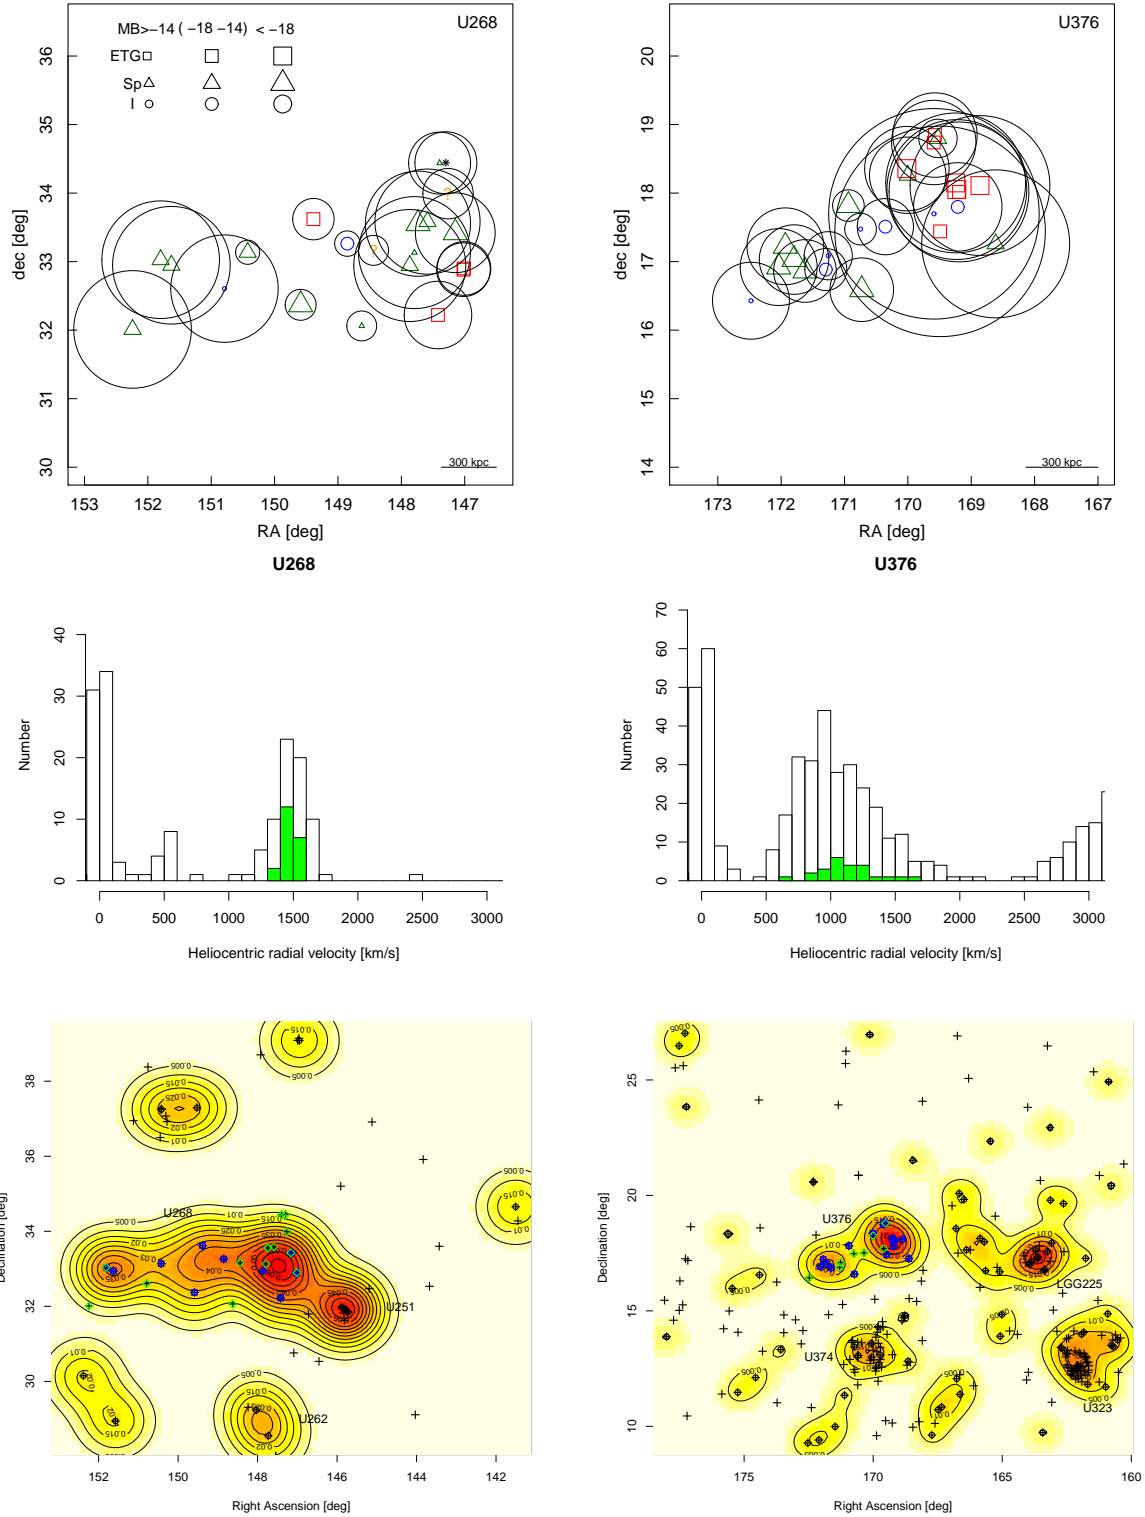 U268
MB>−14 ( −18 −14) < −18
ETG
Sp
I
?
?
300 kpc
30 31 32 33 34 35 36
dec [deg]
153 152 151 150 149 148 147
RA [deg]
U376
300 kpc
14 15 16 17 18 19 20
dec [deg]
173 172 171 170 169 168 167
RA [deg]
U268
0 10 20 30 40
Number
0 500 1000 1500 2000 2500 3000
Heliocentric radial velocity [km/s]
U376
0 10 20 30 40 50 60 70
Number
0 500 1000 1500 2000 2500 3000
Heliocentric radial velocity [km/s]
U268
U251
U262
30 32 34 36 38
Declination [deg]
152 150 148 146 144 142
Right Ascension [deg]
U376
LGG225
U374
U323
10 15 20 25
Declination [deg]
175 170 165 160
Right Ascension [deg]